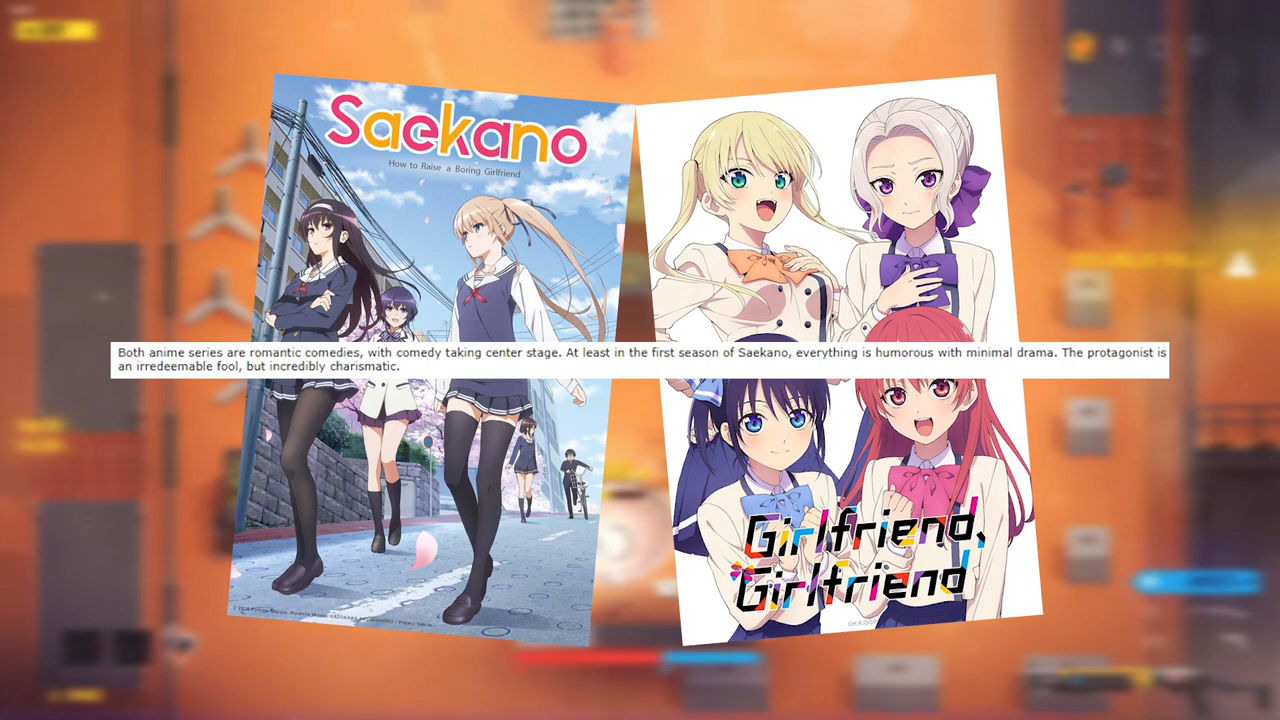 Saekano
How to Raise a Boring Girlfriend
Both anime series are romantic comedies, with comedy taking center stage. At least in the first season of Saekano, everything is humorous with minimal drama. The protagonist is
an irredeemable fool, but incredibly charismatic.
Girlfriend,
Girlfriend